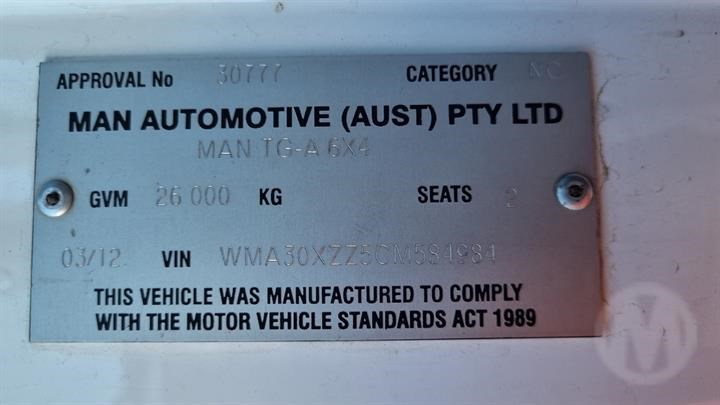 APPROVAL No 30777 CATEGORY NC
MAN AUTOMOTIVE (AUST) PTY LTD
MAN TG-A 6X4
GVM 26 000 KG SEATS 2
03/12 VIN WMA30XZZ5CM584984
THIS VEHICLE WAS MANUFACTURED TO COMPLY
WITH THE MOTOR VEHICLE STANDARDS ACT 1989
M